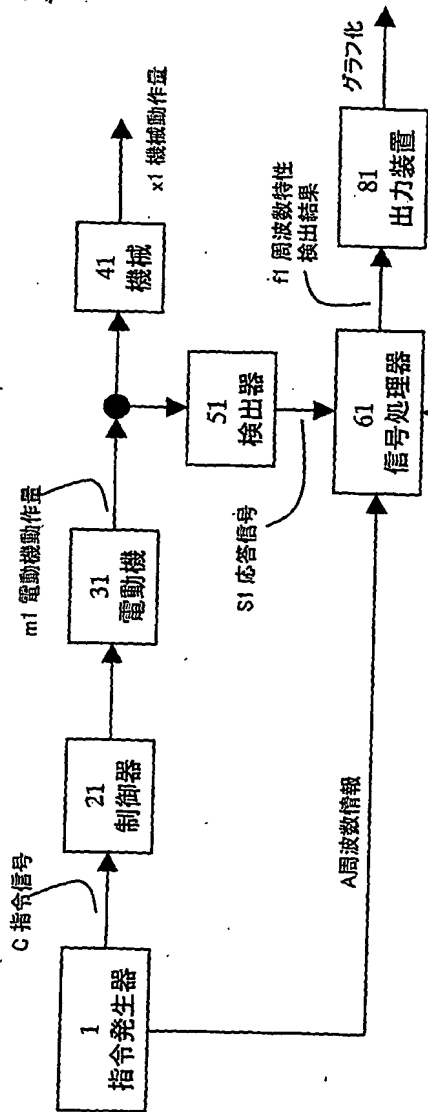 C 指令信号
1
指令発生器
21
制御器
m1 電動機動作量
31
電動機
41
機械
x1 機械動作量
51
検出器
S1 応答信号
A周波数情報
61
信号処理器
f1 周波数特性
検出結果
81
出力装置
グラフ化